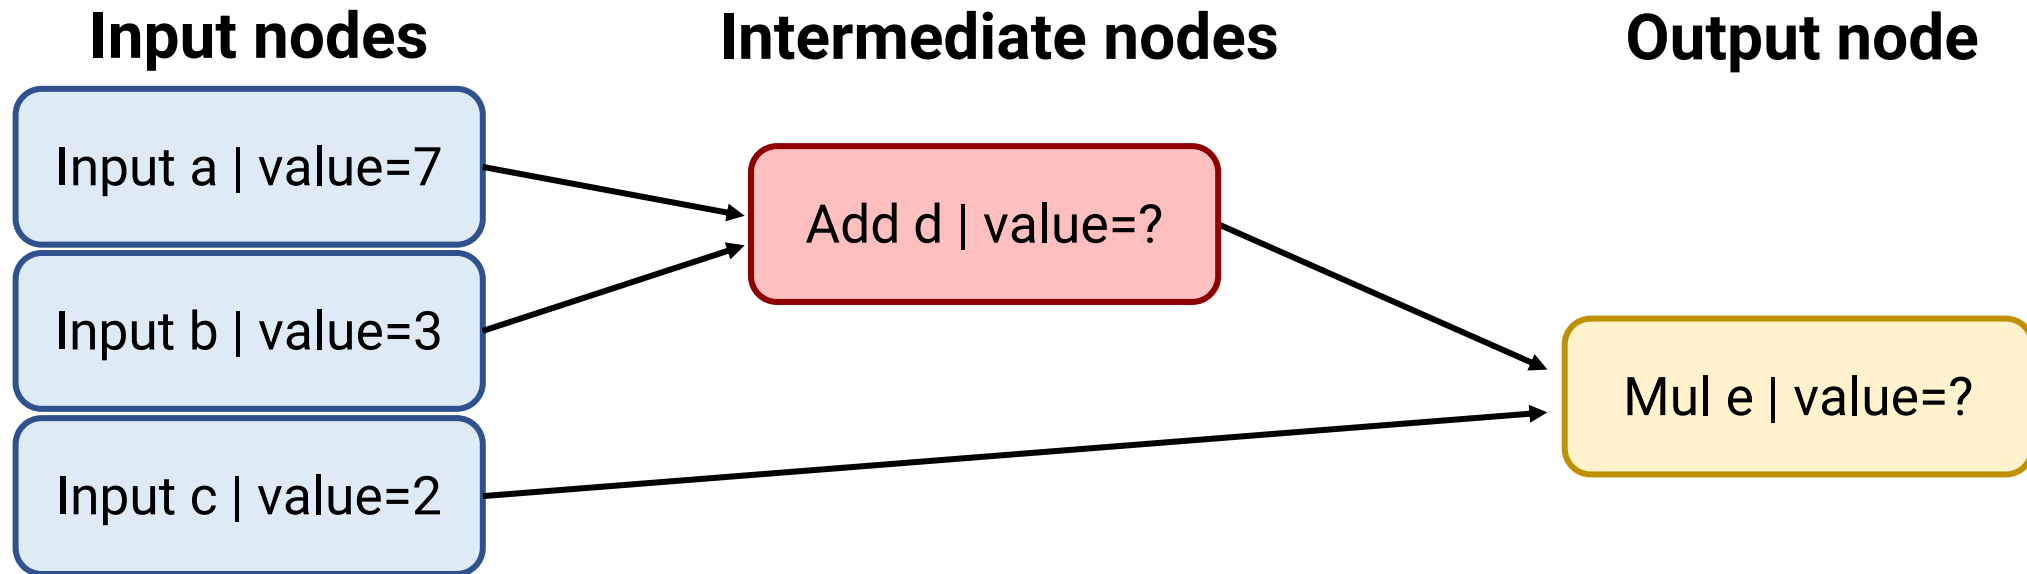 Input nodes
Intermediate nodes
Output node
Input a | value=7
Add d | value=?
Input b | value=3
Mul e | value=?
Input c | value=2